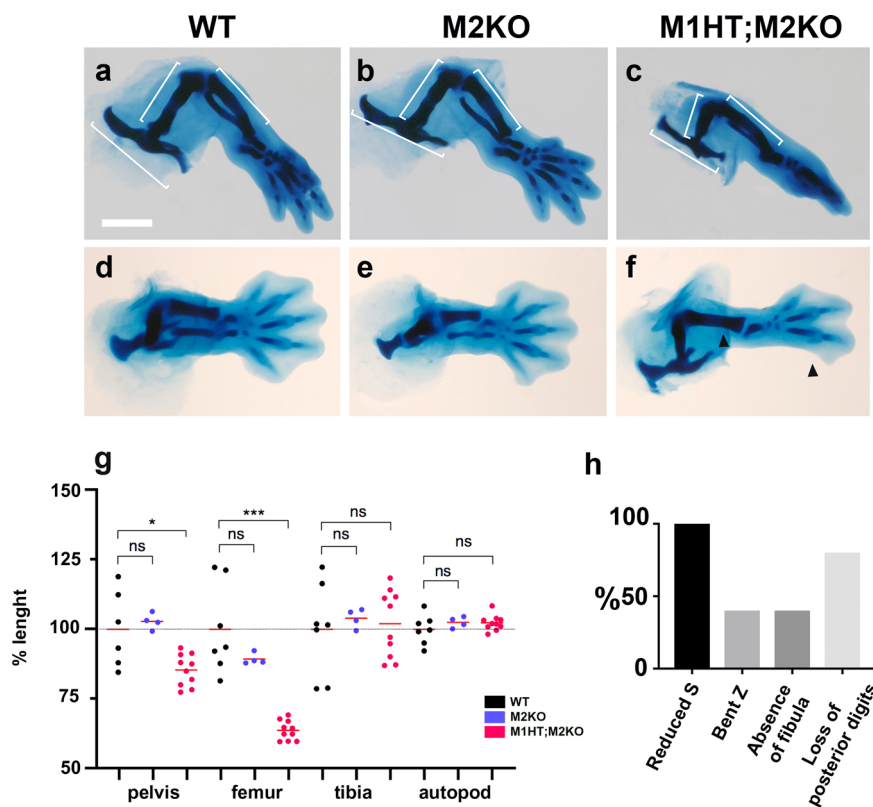 WT M2KO M1HT;M2KO
a b c
d e f
g
h
% lenght
150
125
100
75
50
* ns
*** ns
ns ns
ns ns
WT
M2KO
M1HT;M2KO
pelvis femur tibia autopod
%
100
50
0
Reduced S
Bent Z
Absence
of fibula
Loss of
posterior digits